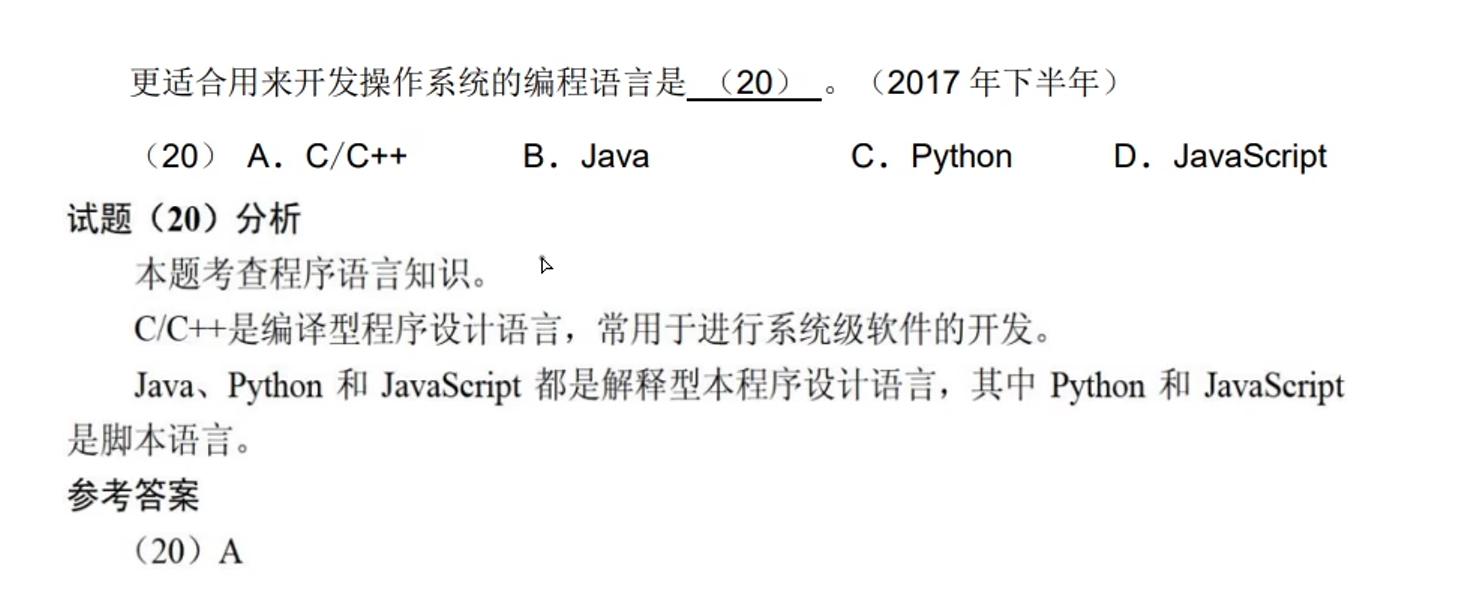 更适合用来开发操作系统的编程语言是 （20） 。（2017 年下半年）
（20） A．C/C++ B．Java C．Python D．JavaScript
试题（20）分析
本题考查程序语言知识。
C/C++是编译型程序设计语言，常用于进行系统级软件的开发。
Java、Python 和 JavaScript 都是解释型本程序设计语言，其中 Python 和 JavaScript
是脚本语言。
参考答案
（20）A